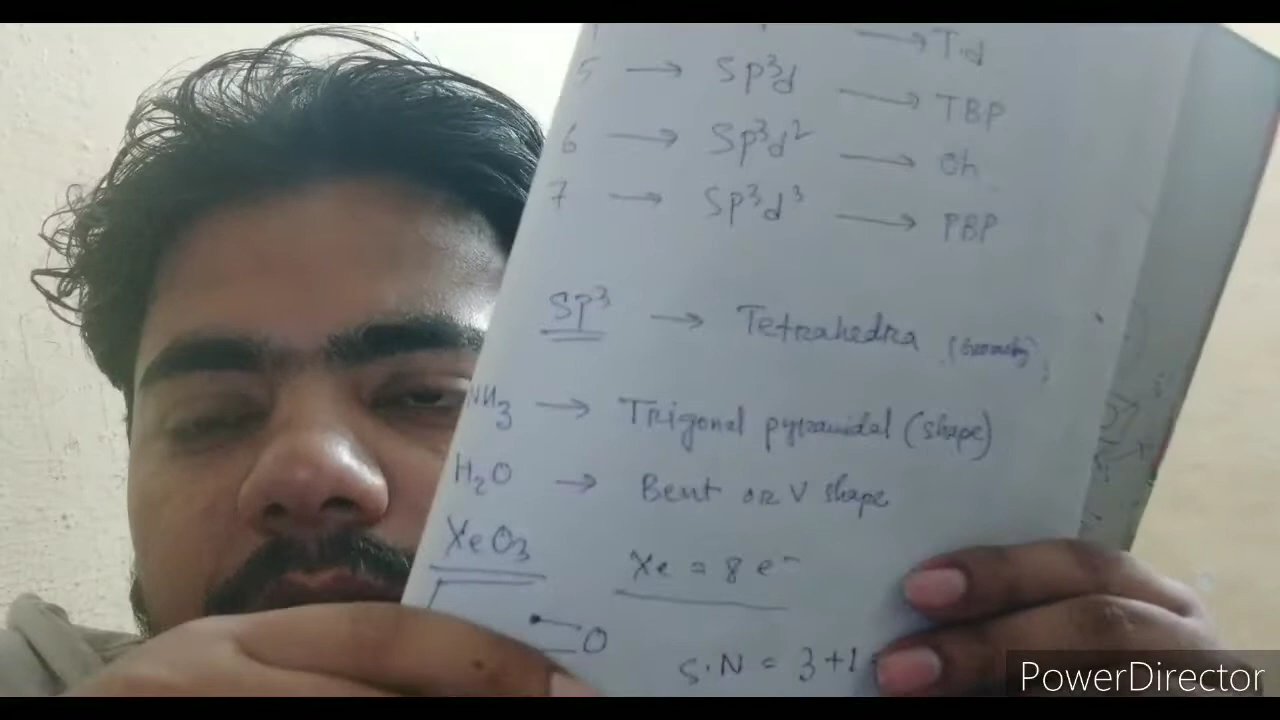 → T.d
5 → Sp³d → TBP
6 → Sp³d² → Oh
7 → Sp³d³ → PBP
Sp³ → Tetrahedra
NH₃ → Trigonal pyramidal (shape)
H₂O → Bent or V shape
XeO₃ Xe = 8 e⁻
O
S.N = 3+1
PowerDirector